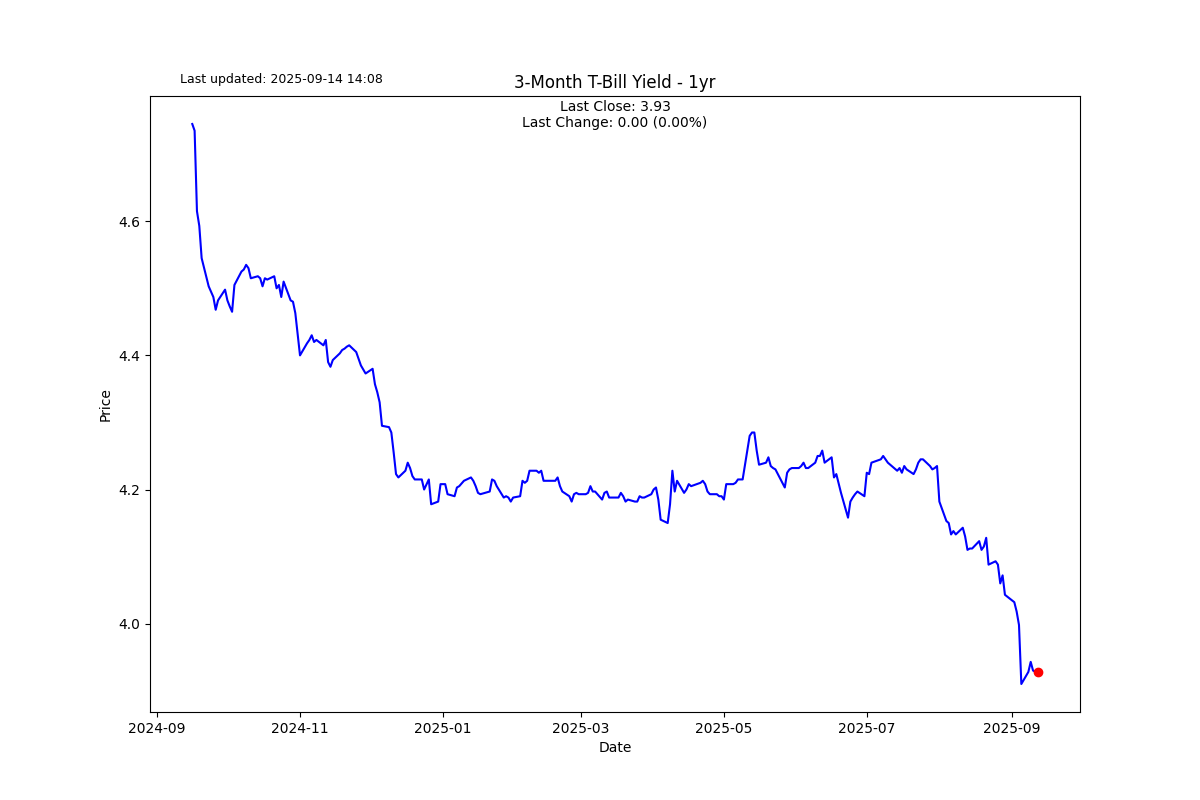 Last updated: 2025-09-14 14:08
3-Month T-Bill Yield - 1yr
Last Close: 3.93
Last Change: 0.00 (0.00%)
Price
4.6
4.4
4.2
4.0
2024-09 2024-11 2025-01 2025-03 2025-05 2025-07 2025-09
Date